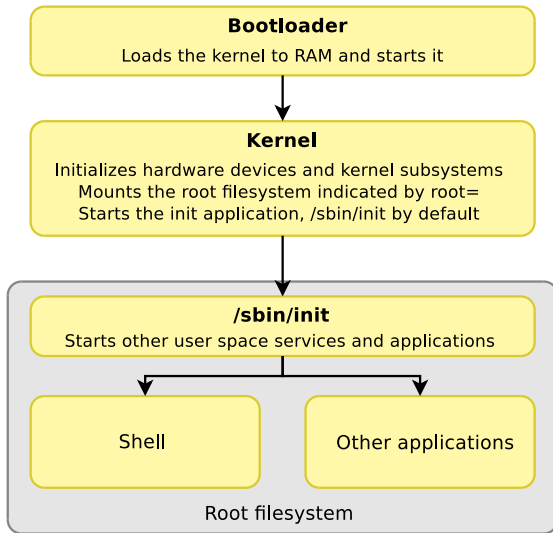 Bootloader
Loads the kernel to RAM and starts it
Kernel
Initializes hardware devices and kernel subsystems
Mounts the root filesystem indicated by root=
Starts the init application, /sbin/init by default
/sbin/init
Starts other user space services and applications
Shell
Other applications
Root filesystem